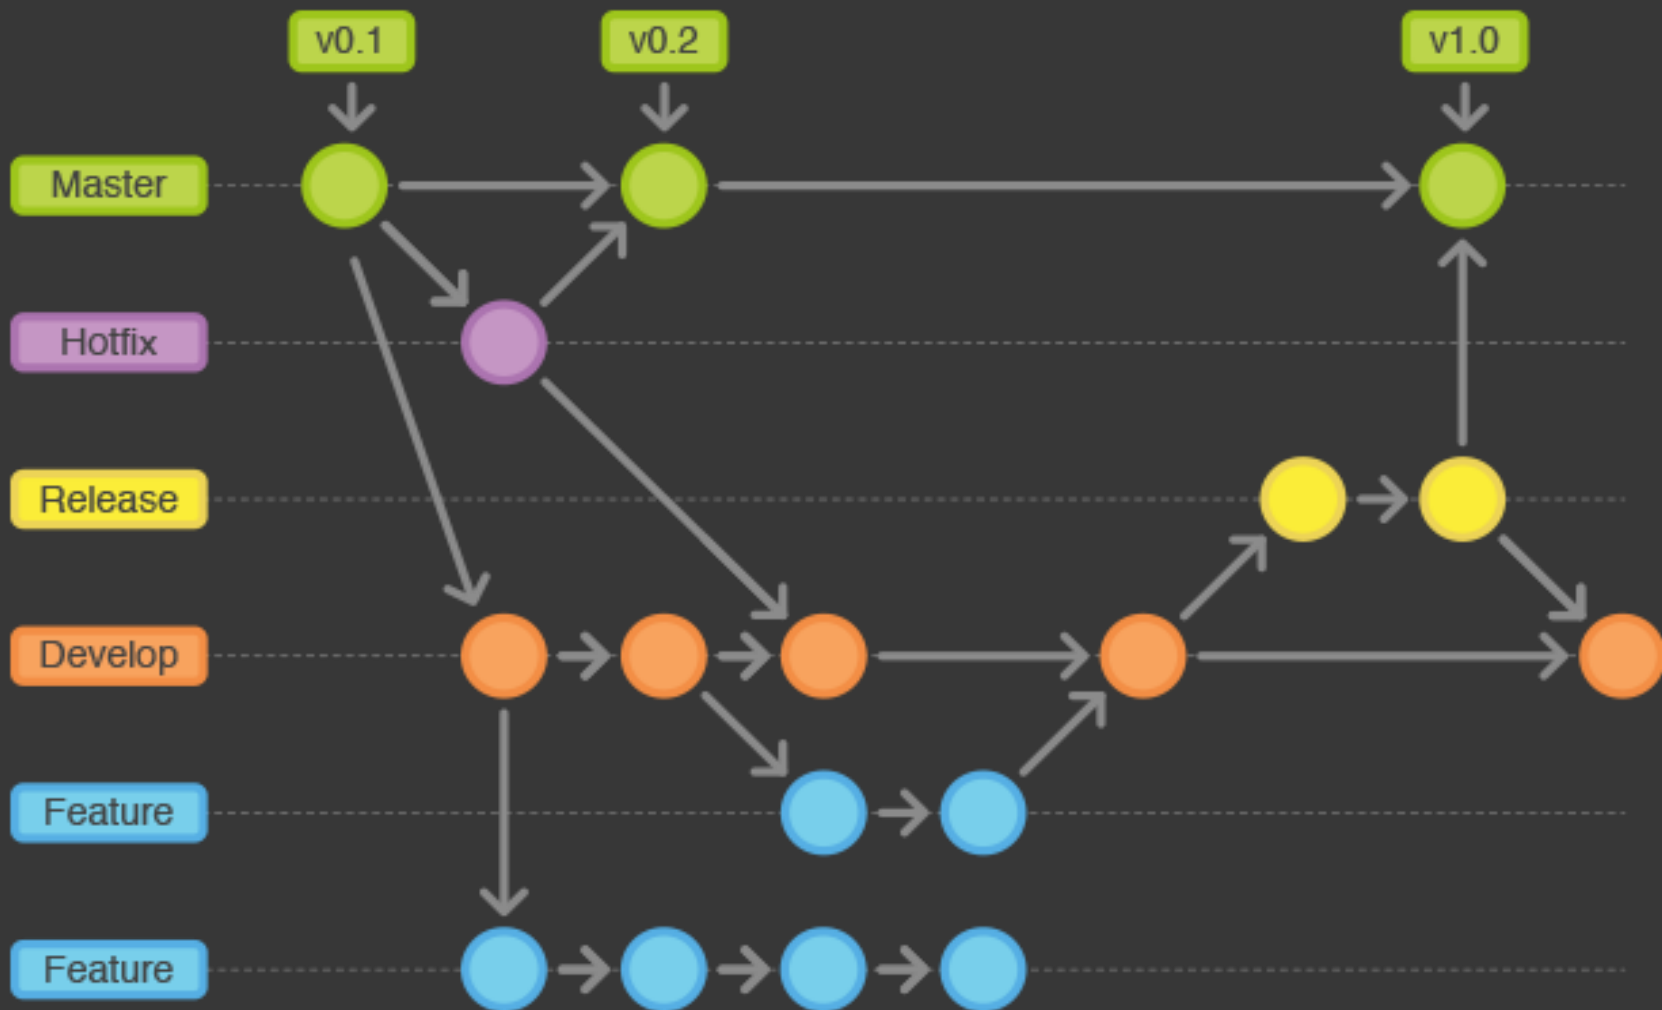 v0.1
v0.2
v1.0
Master
Hotfix
Release
Develop
Feature
Feature